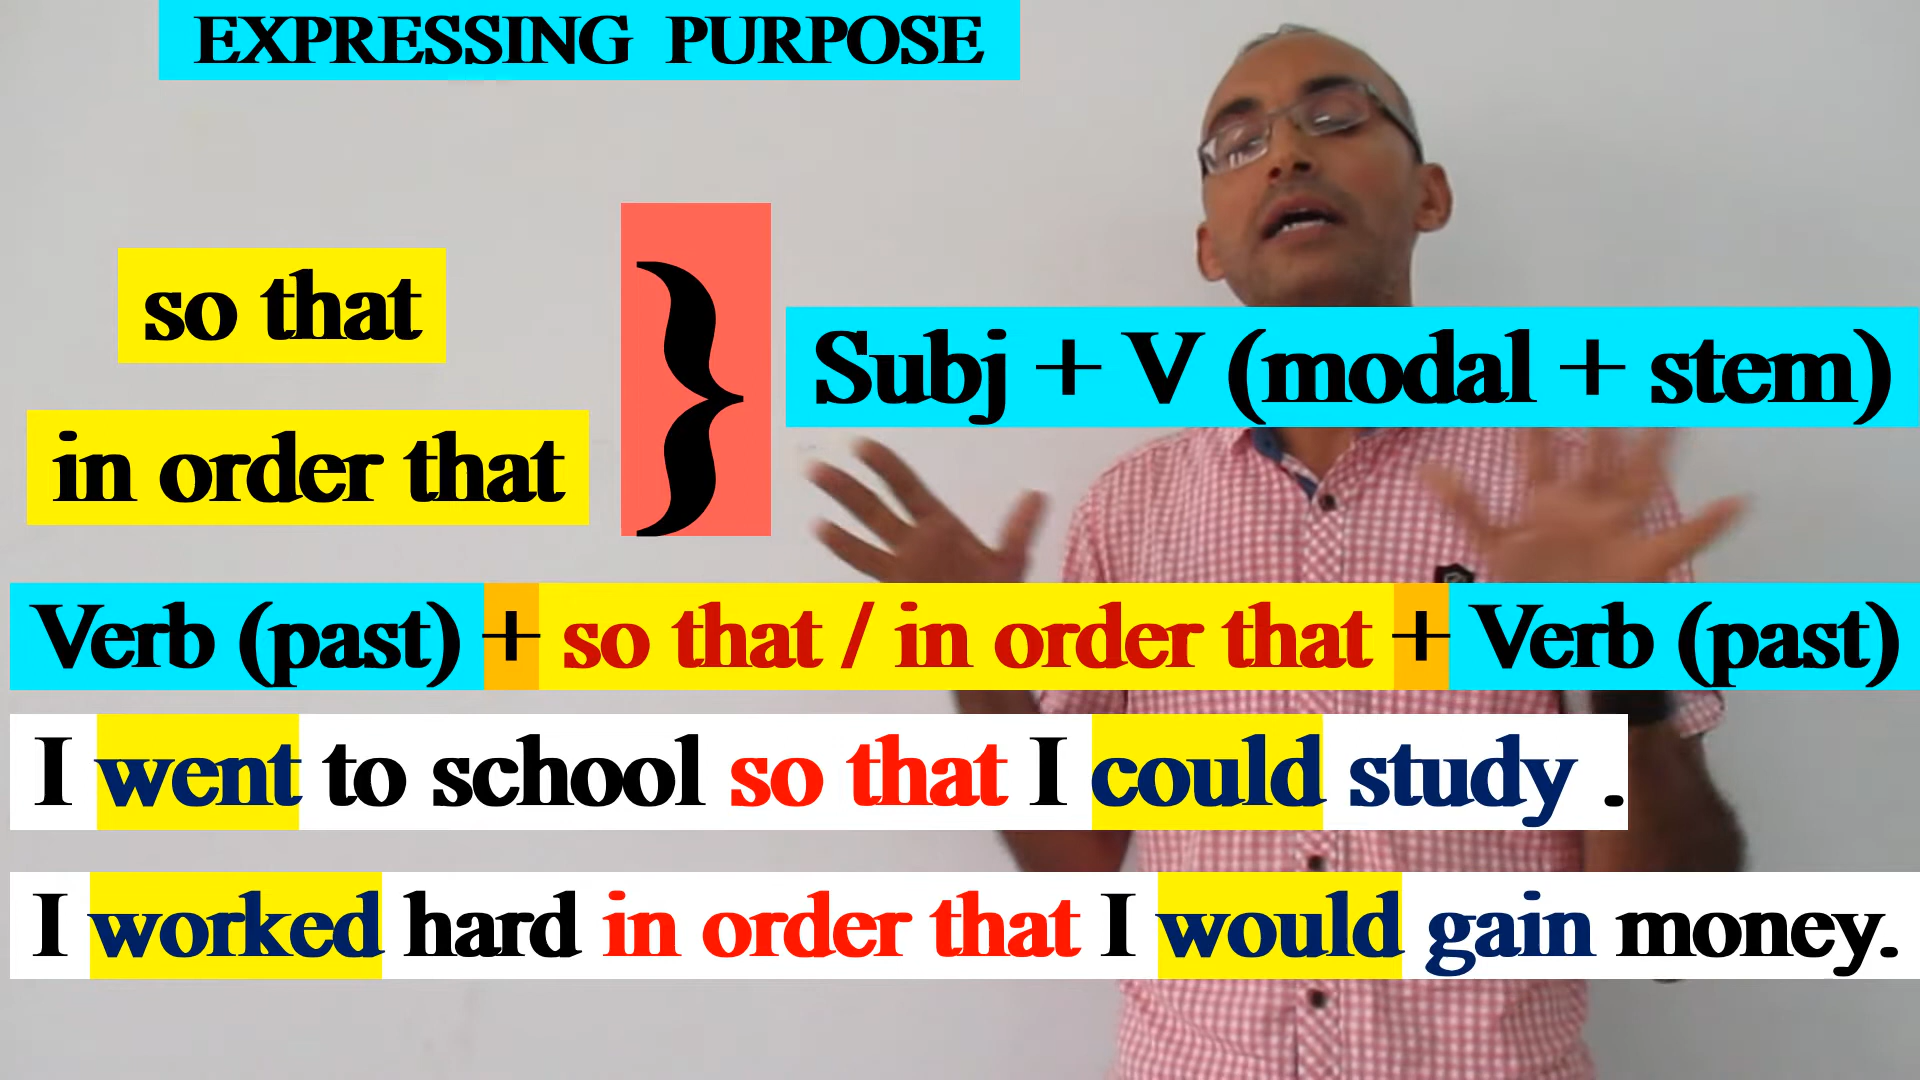 EXPRESSING PURPOSE
so that
in order that
} Subj + V (modal + stem)
Verb (past) + so that / in order that + Verb (past)
I went to school so that I could study .
I worked hard in order that I would gain money.